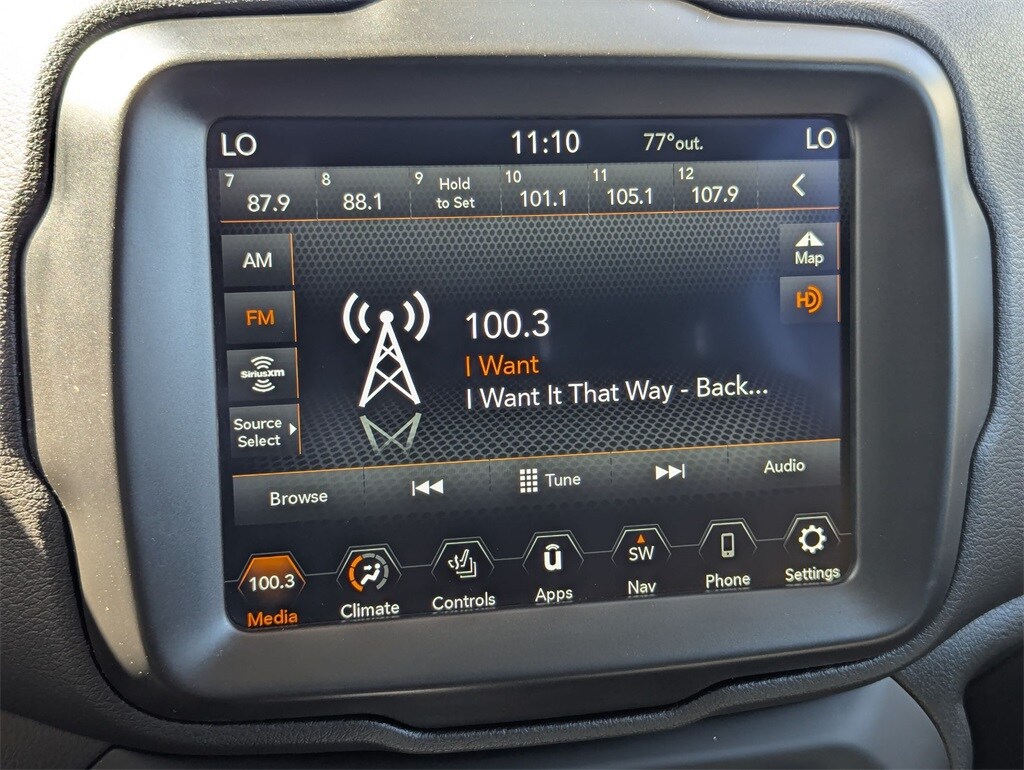 LO 11:10 77°out. LO
7 8 9 Hold 10 11 12
87.9 88.1 to Set 101.1 105.1 107.9
AM
Map
FM
HD
100.3
I Want
I Want It That Way - Back...
SiriusXM
Source
Select
Browse Tune Audio
100.3 SW
Media Climate Controls Apps Nav Phone Settings